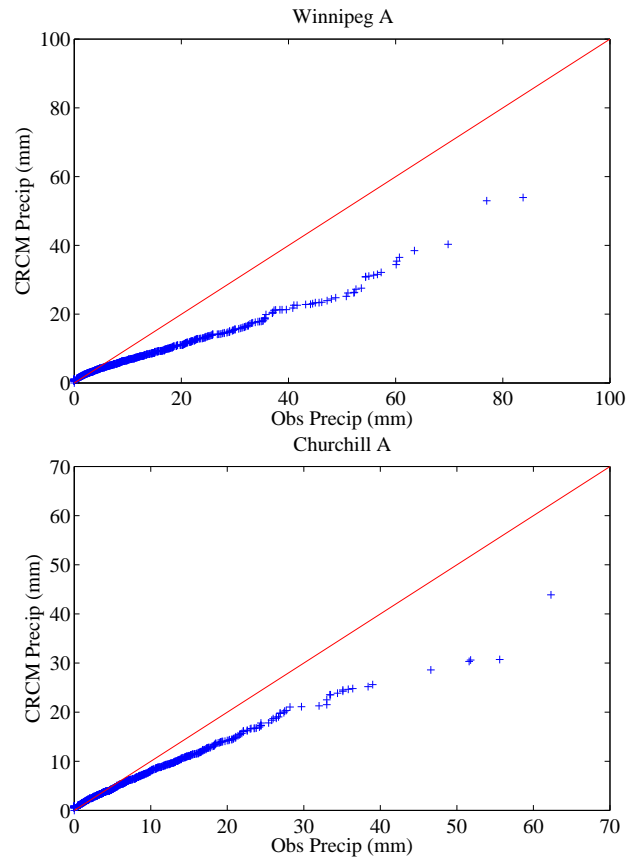 Winnipeg A
100
80
60
40
20
0
CRCM Precip (mm)
0 20 40 60 80 100
Obs Precip (mm)
Churchill A
70
60
50
40
30
20
10
0
CRCM Precip (mm)
0 10 20 30 40 50 60 70
Obs Precip (mm)